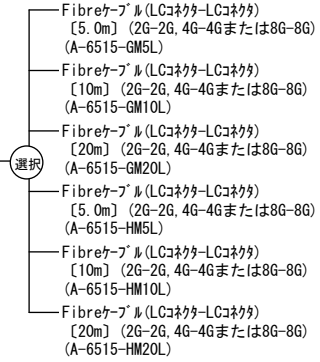 Fibreｹｰﾌﾞﾙ(LCｺﾈｸﾀ-LCｺﾈｸﾀ)
〔5.0m〕(2G-2G,4G-4Gまたは8G-8G)
(A-6515-GM5L)
Fibreｹｰﾌﾞﾙ(LCｺﾈｸﾀ-LCｺﾈｸﾀ)
〔10m〕(2G-2G,4G-4Gまたは8G-8G)
(A-6515-GM10L)
Fibreｹｰﾌﾞﾙ(LCｺﾈｸﾀ-LCｺﾈｸﾀ)
〔20m〕(2G-2G,4G-4Gまたは8G-8G)
(A-6515-GM20L)
選択
Fibreｹｰﾌﾞﾙ(LCｺﾈｸﾀ-LCｺﾈｸﾀ)
〔5.0m〕(2G-2G,4G-4Gまたは8G-8G)
(A-6515-HM5L)
Fibreｹｰﾌﾞﾙ(LCｺﾈｸﾀ-LCｺﾈｸﾀ)
〔10m〕(2G-2G,4G-4Gまたは8G-8G)
(A-6515-HM10L)
Fibreｹｰﾌﾞﾙ(LCｺﾈｸﾀ-LCｺﾈｸﾀ)
〔20m〕(2G-2G,4G-4Gまたは8G-8G)
(A-6515-HM20L)